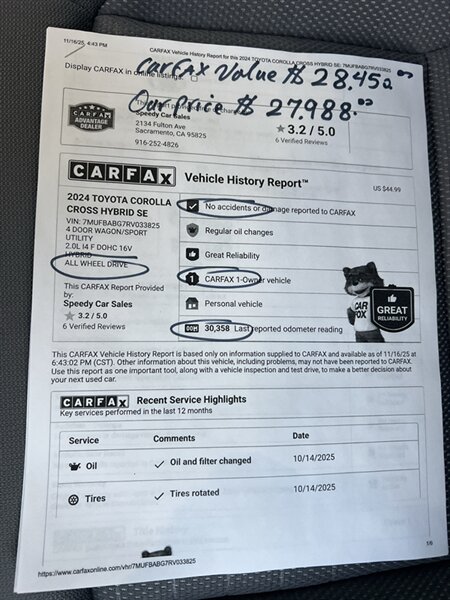 11/16/25, 4:43 PM
CARFAX Vehicle History Report for this 2024 TOYOTA COROLLA CROSS HYBRID SE: 7MUFBABG7RV033825
Display CARFAX in online listings:
CarFAX Value $ 28.452.00
Our Price $ 27.988.00
CARFAX
ADVANTAGE
DEALER
Speedy Car Sales
2134 Fulton Ave
Sacramento, CA 95825
916-252-4826
3.2 / 5.0
6 Verified Reviews
CARFAX Vehicle History Report™
US $44.99
2024 TOYOTA COROLLA
CROSS HYBRID SE
VIN: 7MUFBABG7RV033825
4 DOOR WAGON/SPORT
UTILITY
2.0L I4 F DOHC 16V
HYBRID
ALL WHEEL DRIVE
This CARFAX Report Provided
by:
Speedy Car Sales
3.2 / 5.0
6 Verified Reviews
No accidents or damage reported to CARFAX
Regular oil changes
Great Reliability
1 CARFAX 1-Owner vehicle
Personal vehicle
30,358 Last reported odometer reading
CAR
FOX
GREAT
RELIABILITY
This CARFAX Vehicle History Report is based only on information supplied to CARFAX and available as of 11/16/25 at
6:43:02 PM (CST). Other information about this vehicle, including problems, may not have been reported to CARFAX.
Use this report as one important tool, along with a vehicle inspection and test drive, to make a better decision about
your next used car.
CARFAX Recent Service Highlights
Key services performed in the last 12 months
Service Comments Date
Oil Oil and filter changed 10/14/2025
Tires Tires rotated 10/14/2025
https://www.carfaxonline.com/vhr/7MUFBABG7RV033825